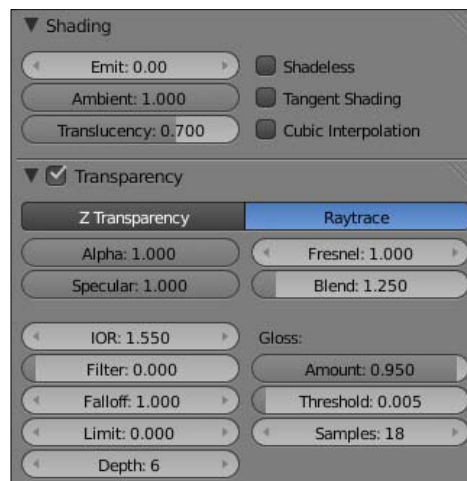 Shading
Emit: 0.00
Shadeless
Ambient: 1.000
Tangent Shading
Translucency: 0.700
Cubic Interpolation
Transparency
Z Transparency
Raytrace
Alpha: 1.000
Fresnel: 1.000
Specular: 1.000
Blend: 1.250
IOR: 1.550
Gloss:
Filter: 0.000
Amount: 0.950
Falloff: 1.000
Threshold: 0.005
Limit: 0.000
Samples: 18
Depth: 6